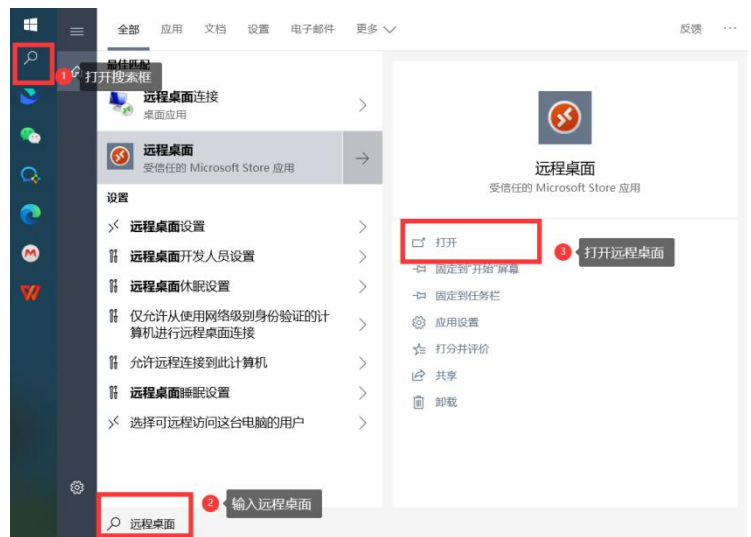 全部 应用 文档 设置 电子邮件 更多 反馈 ...
最佳匹配
1 打开搜索框
远程桌面连接
桌面应用
远程桌面
受信任的 Microsoft Store 应用
设置
远程桌面设置
远程桌面开发人员设置
远程桌面休眠设置
仅允许从使用网络级别身份验证的计
算机进行远程桌面连接
允许远程连接到此计算机
远程桌面睡眠设置
选择可远程访问这台电脑的用户
2 输入远程桌面
远程桌面
远程桌面
受信任的 Microsoft Store 应用
打开
3 打开远程桌面
固定到"开始"屏幕
固定到任务栏
应用设置
打分并评价
共享
卸载